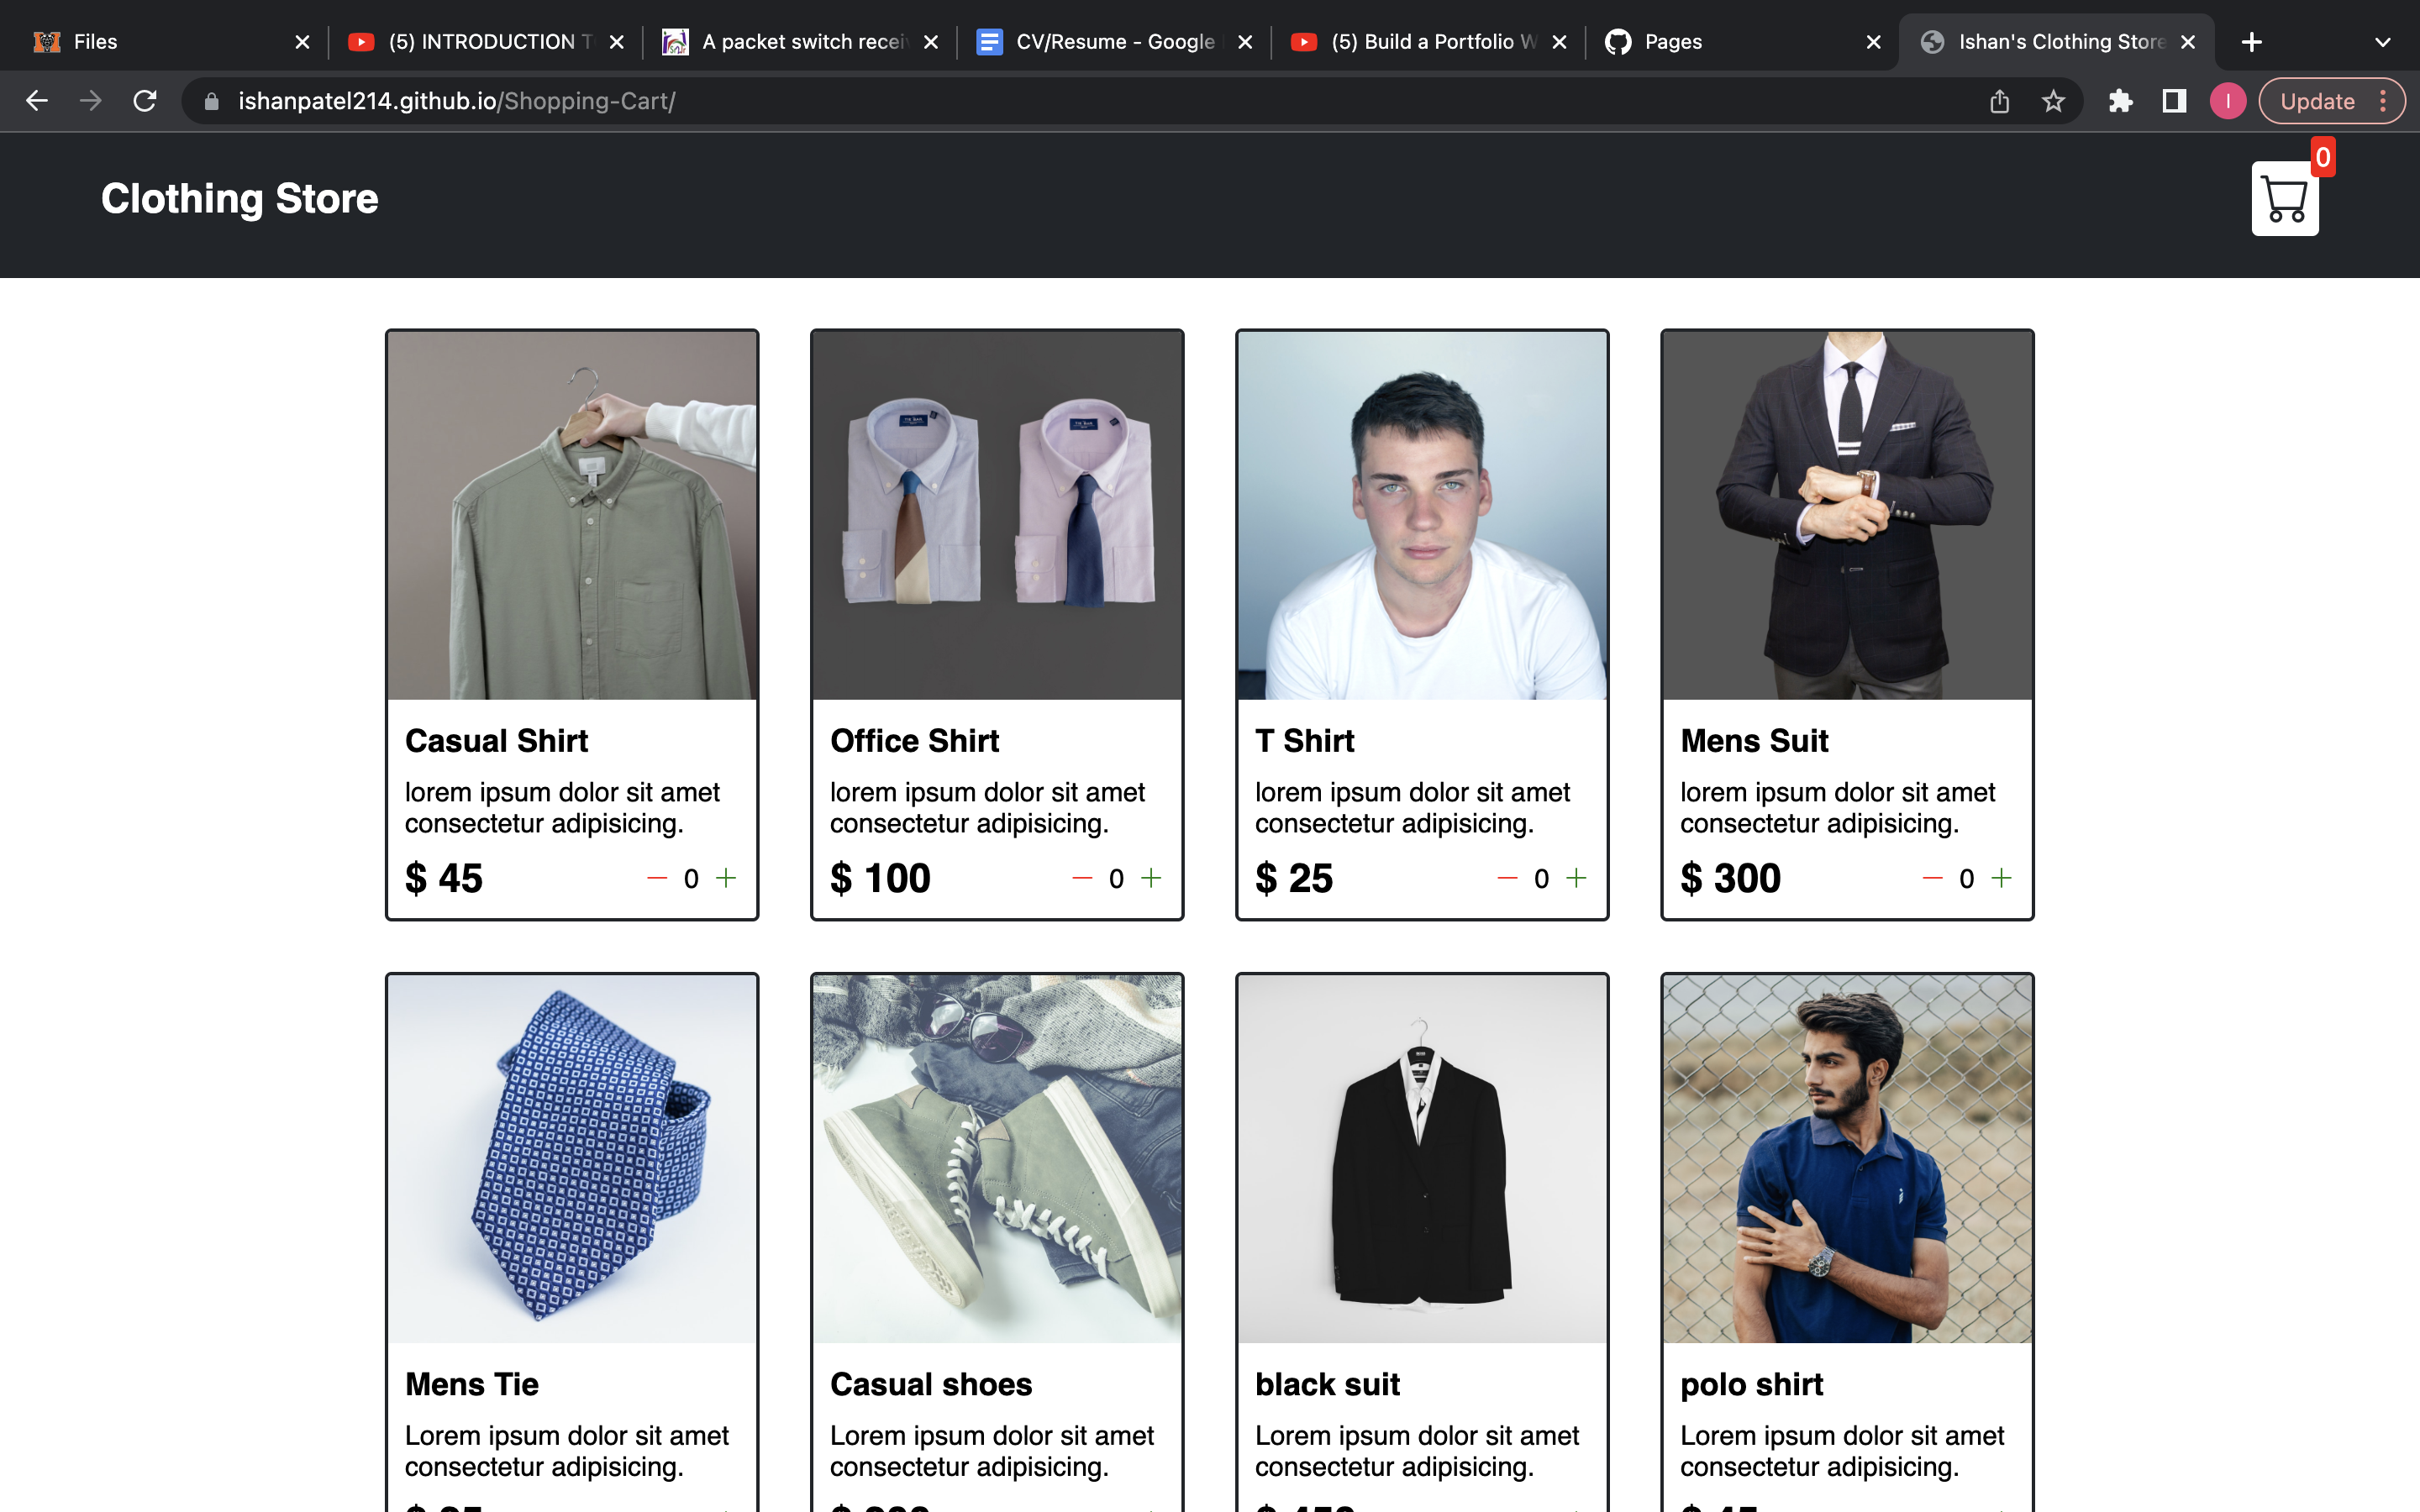 Files
(5) INTRODUCTION T
A packet switch recei
CV/Resume - Google
(5) Build a Portfolio W
Pages
Ishan's Clothing Store
ishanpatel214.github.io/Shopping-Cart/
I
Update
Clothing Store
0
Casual Shirt
lorem ipsum dolor sit amet
consectetur adipisicing.
$ 45
0
Office Shirt
lorem ipsum dolor sit amet
consectetur adipisicing.
$ 100
0
T Shirt
lorem ipsum dolor sit amet
consectetur adipisicing.
$ 25
0
Mens Suit
lorem ipsum dolor sit amet
consectetur adipisicing.
$ 300
0
Mens Tie
Lorem ipsum dolor sit amet
consectetur adipisicing.
Casual shoes
Lorem ipsum dolor sit amet
consectetur adipisicing.
black suit
Lorem ipsum dolor sit amet
consectetur adipisicing.
polo shirt
Lorem ipsum dolor sit amet
consectetur adipisicing.